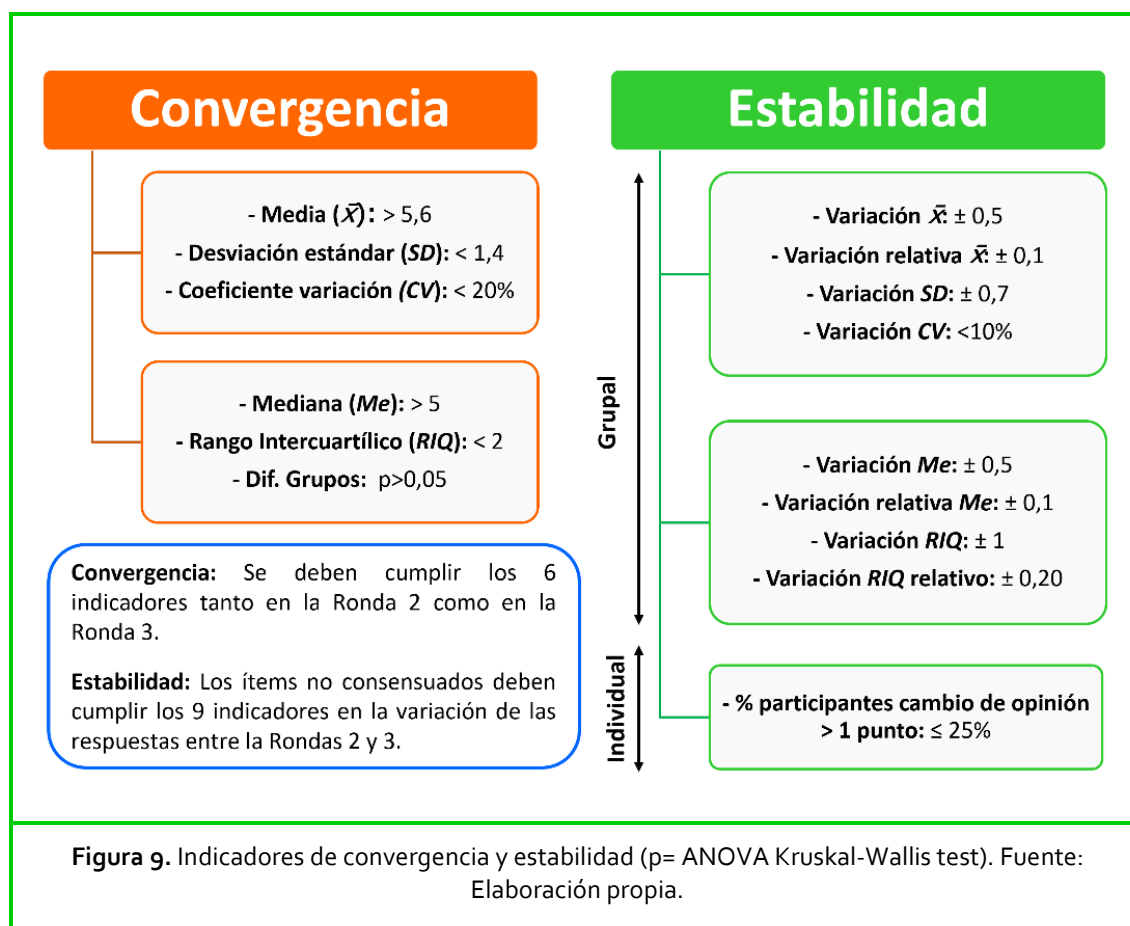 Convergencia
- Media (x̄): > 5,6
- Desviación estándar (SD): < 1,4
- Coeficiente variación (CV): < 20%
- Mediana (Me): > 5
- Rango Intercuartílico (RIQ): < 2
- Dif. Grupos: p>0,05
Convergencia: Se deben cumplir los 6
indicadores tanto en la Ronda 2 como en la
Ronda 3.
Estabilidad: Los ítems no consensuados deben
cumplir los 9 indicadores en la variación de las
respuestas entre la Rondas 2 y 3.
Estabilidad
Grupal
- Variación x̄: ± 0,5
- Variación relativa x̄: ± 0,1
- Variación SD: ± 0,7
- Variación CV: <10%
- Variación Me: ± 0,5
- Variación relativa Me: ± 0,1
- Variación RIQ: ± 1
- Variación RIQ relativo: ± 0,20
Individual
- % participantes cambio de opinión
> 1 punto: ≤ 25%
Figura 9. Indicadores de convergencia y estabilidad (p= ANOVA Kruskal-Wallis test). Fuente:
Elaboración propia.